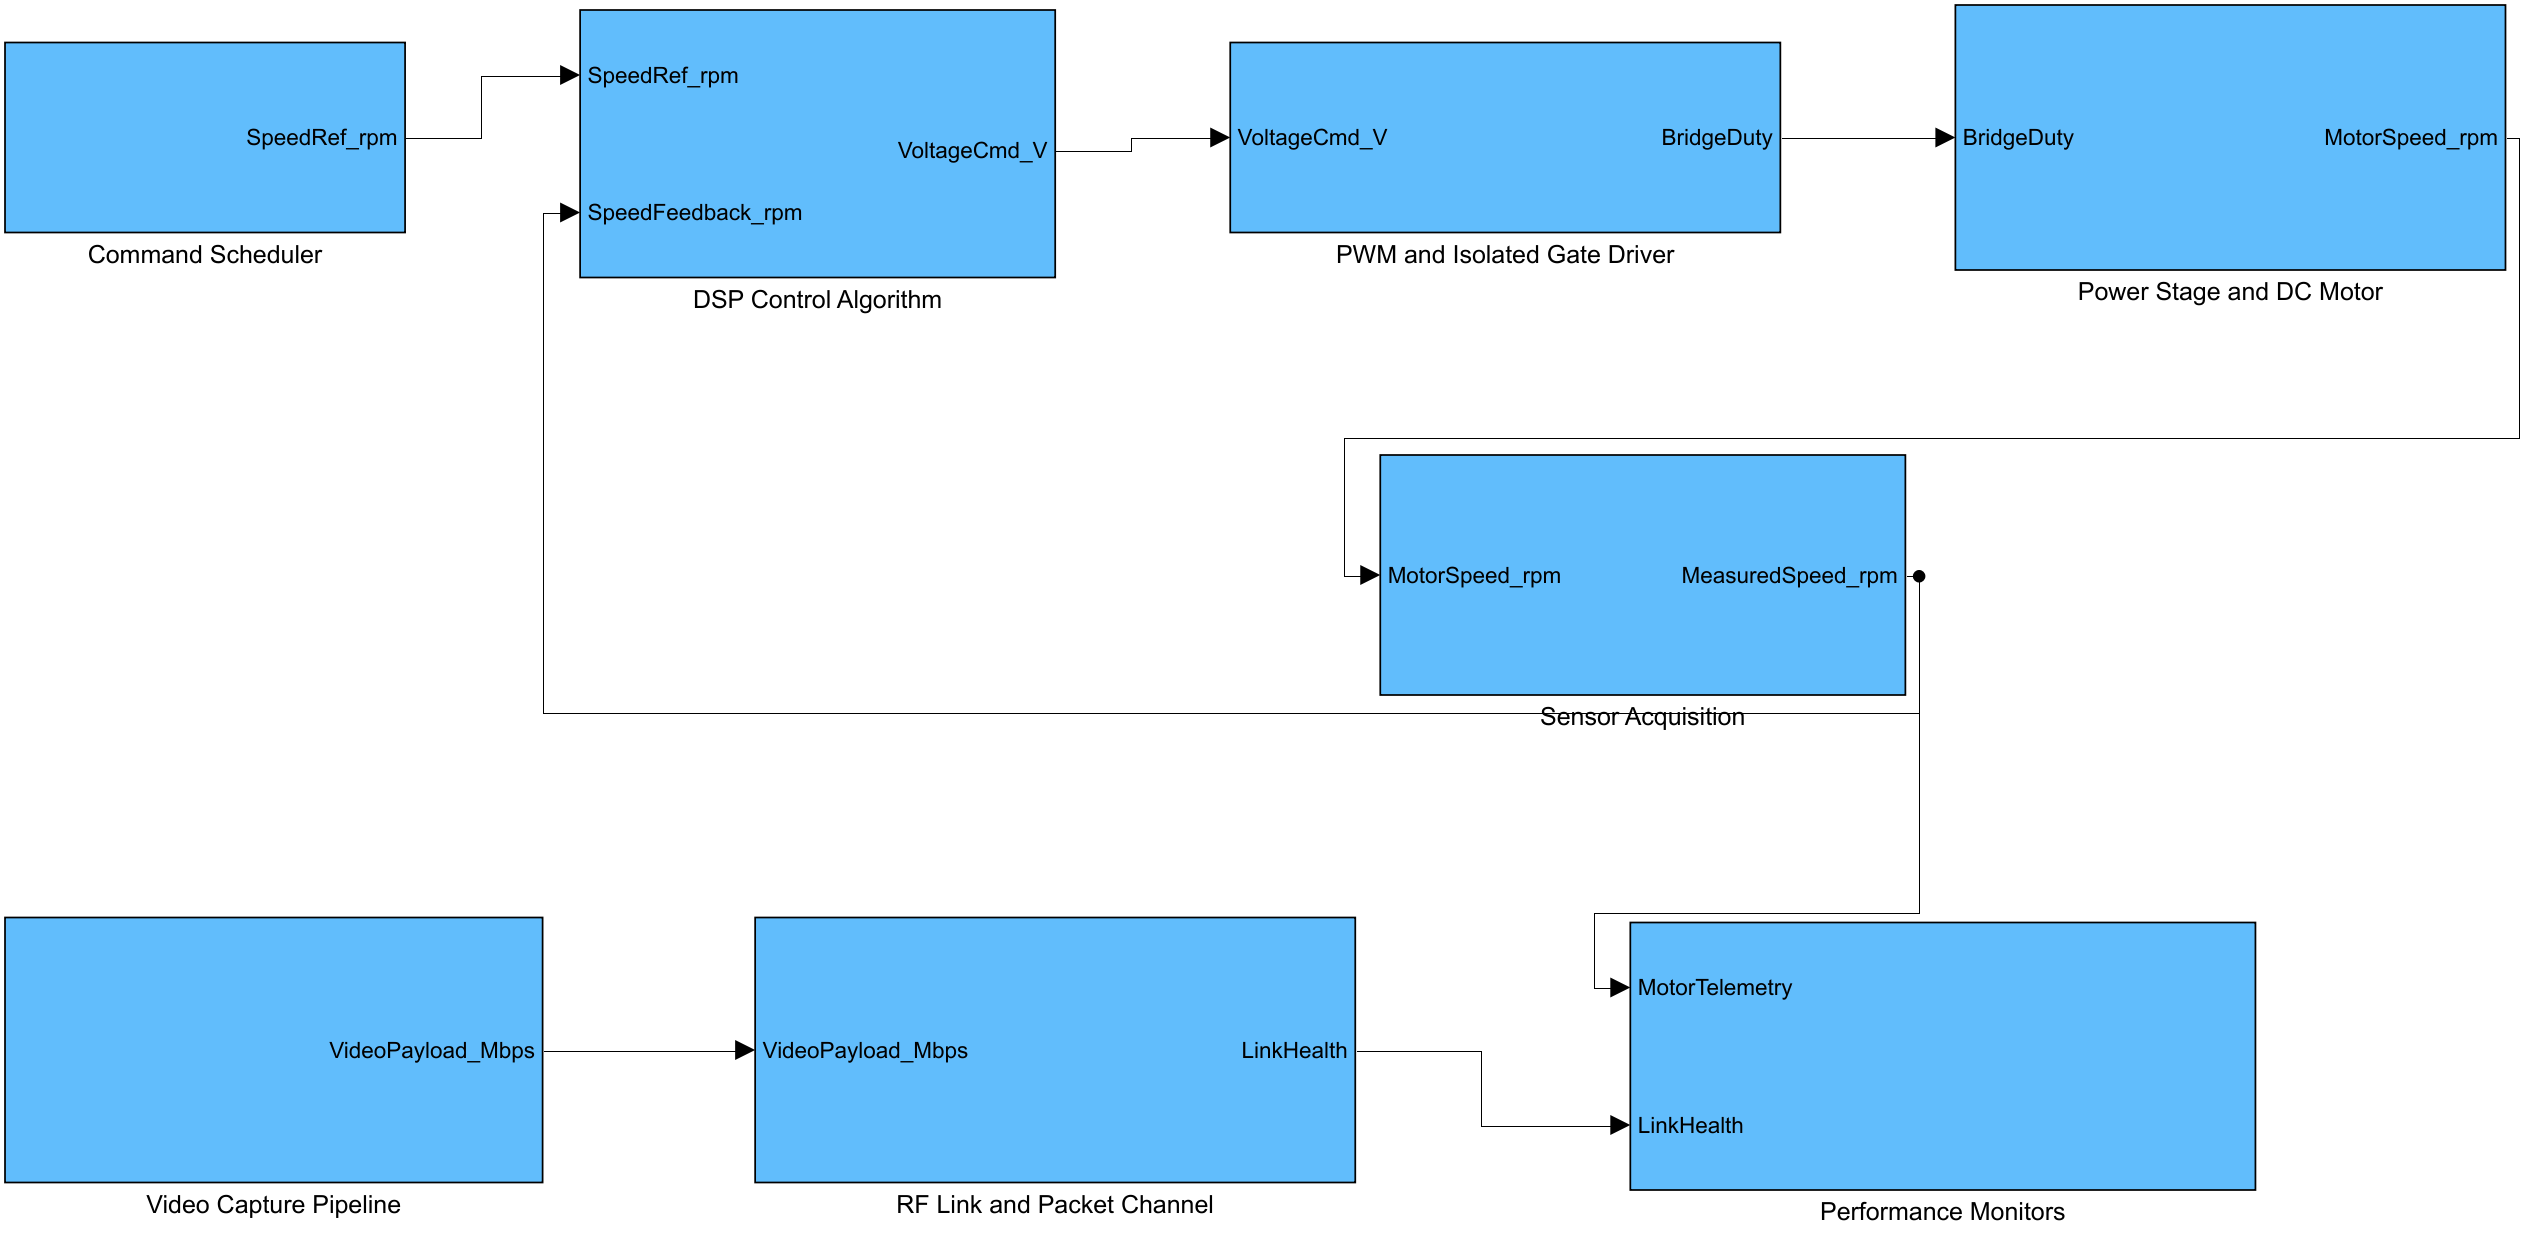 SpeedRef_rpm
Command Scheduler
SpeedRef_rpm
VoltageCmd_V
SpeedFeedback_rpm
DSP Control Algorithm
VoltageCmd_V
BridgeDuty
PWM and Isolated Gate Driver
BridgeDuty
MotorSpeed_rpm
Power Stage and DC Motor
MotorSpeed_rpm
MeasuredSpeed_rpm
Sensor Acquisition
VideoPayload_Mbps
Video Capture Pipeline
VideoPayload_Mbps
LinkHealth
RF Link and Packet Channel
MotorTelemetry
LinkHealth
Performance Monitors